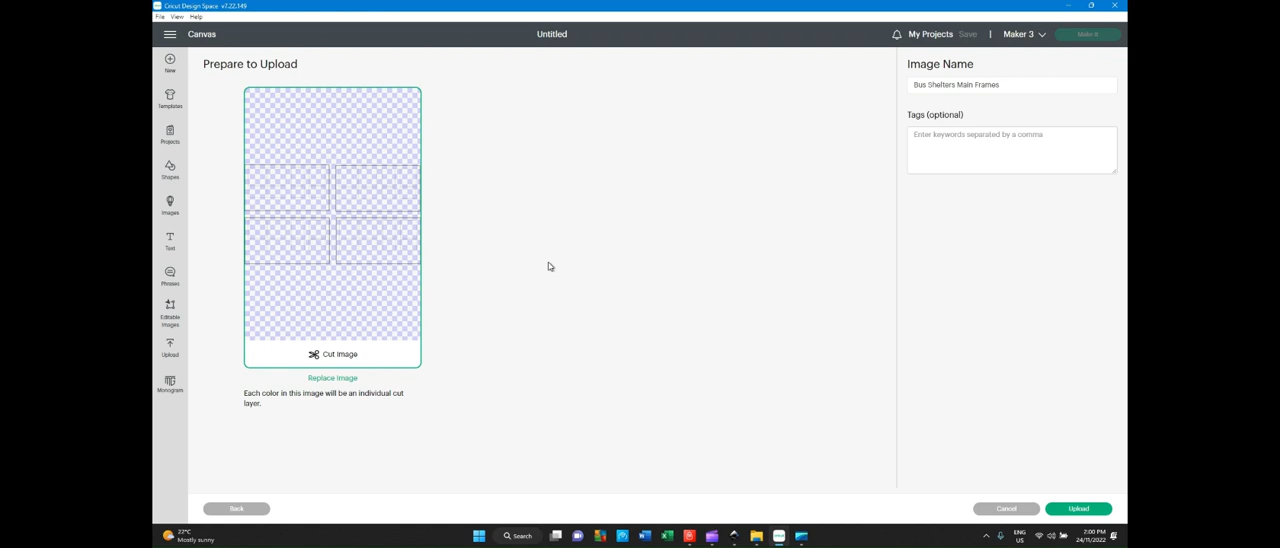 Cricut Design Space v7.22.149
File View Help
Canvas
Untitled
My Projects Save | Maker 3 Make It
New
Templates
Projects
Shapes
Images
Text
Phrases
Editable
Images
Upload
Monogram
Prepare to Upload
Cut Image
Replace Image
Each color in this image will be an individual cut
layer.
Image Name
Bus Shelters Main Frames
Tags (optional)
Enter keywords separated by a comma
Back
Cancel
Upload
22°C
Mostly sunny
Search
ENG
US
2:00 PM
24/11/2022